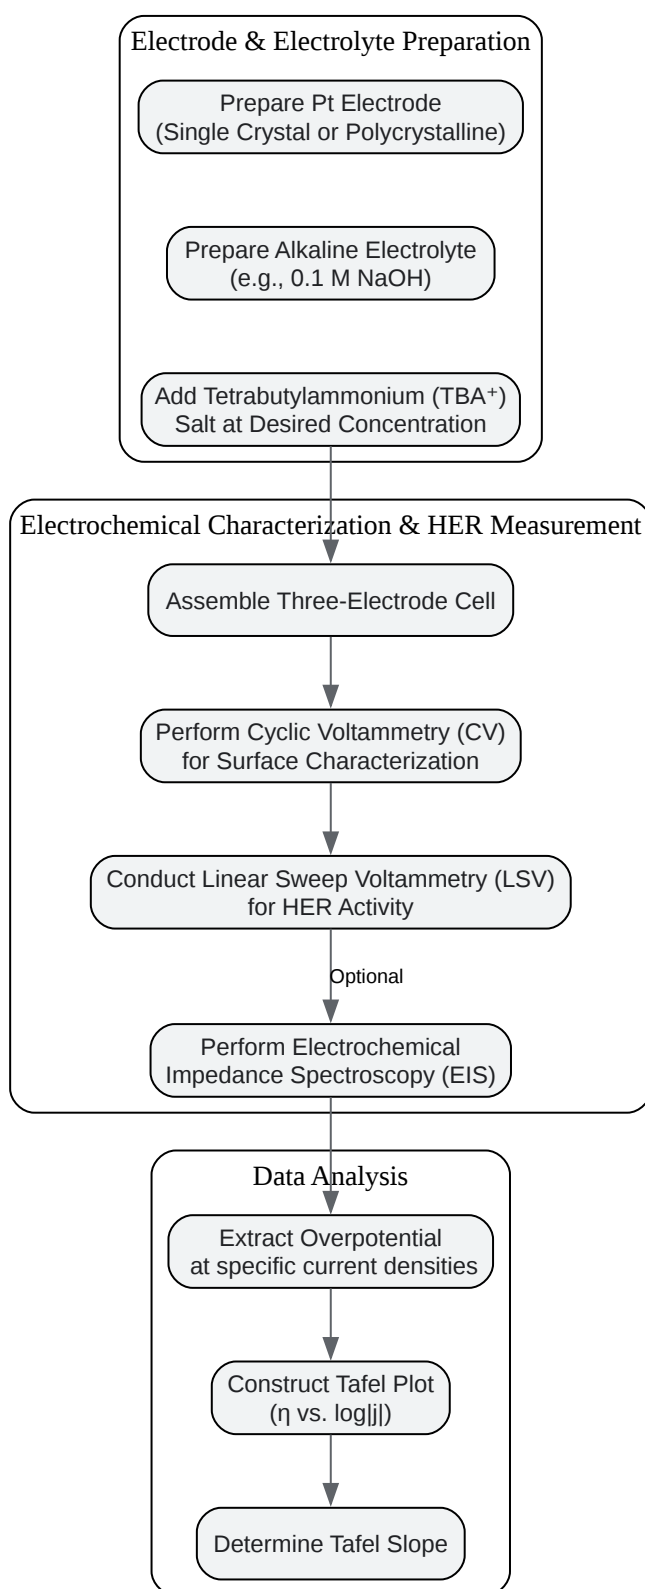 Electrode & Electrolyte Preparation
Prepare Pt Electrode
(Single Crystal or Polycrystalline)
Prepare Alkaline Electrolyte
(e.g., 0.1 M NaOH)
Add Tetrabutylammonium (TBA⁺)
Salt at Desired Concentration
Electrochemical Characterization & HER Measurement
Assemble Three-Electrode Cell
Perform Cyclic Voltammetry (CV)
for Surface Characterization
Conduct Linear Sweep Voltammetry (LSV)
for HER Activity
Optional
Perform Electrochemical
Impedance Spectroscopy (EIS)
Data Analysis
Extract Overpotential
at specific current densities
Construct Tafel Plot
(η vs. log|j|)
Determine Tafel Slope